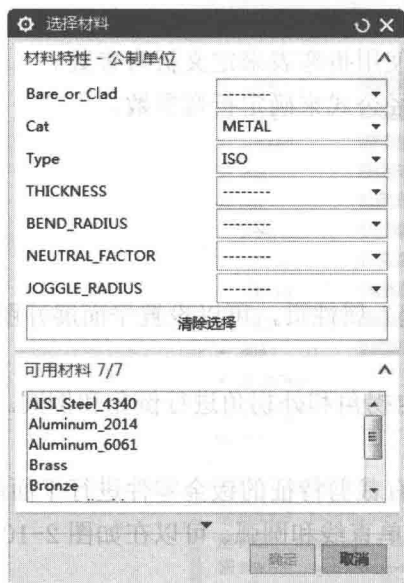 选择材料
材料特性 - 公制单位
Bare_or_Clad --------
Cat METAL
Type ISO
THICKNESS --------
BEND_RADIUS --------
NEUTRAL_FACTOR --------
JOGGLE_RADIUS --------
清除选择
可用材料 7/7
AISI_Steel_4340
Aluminum_2014
Aluminum_6061
Brass
Bronze
确定 取消